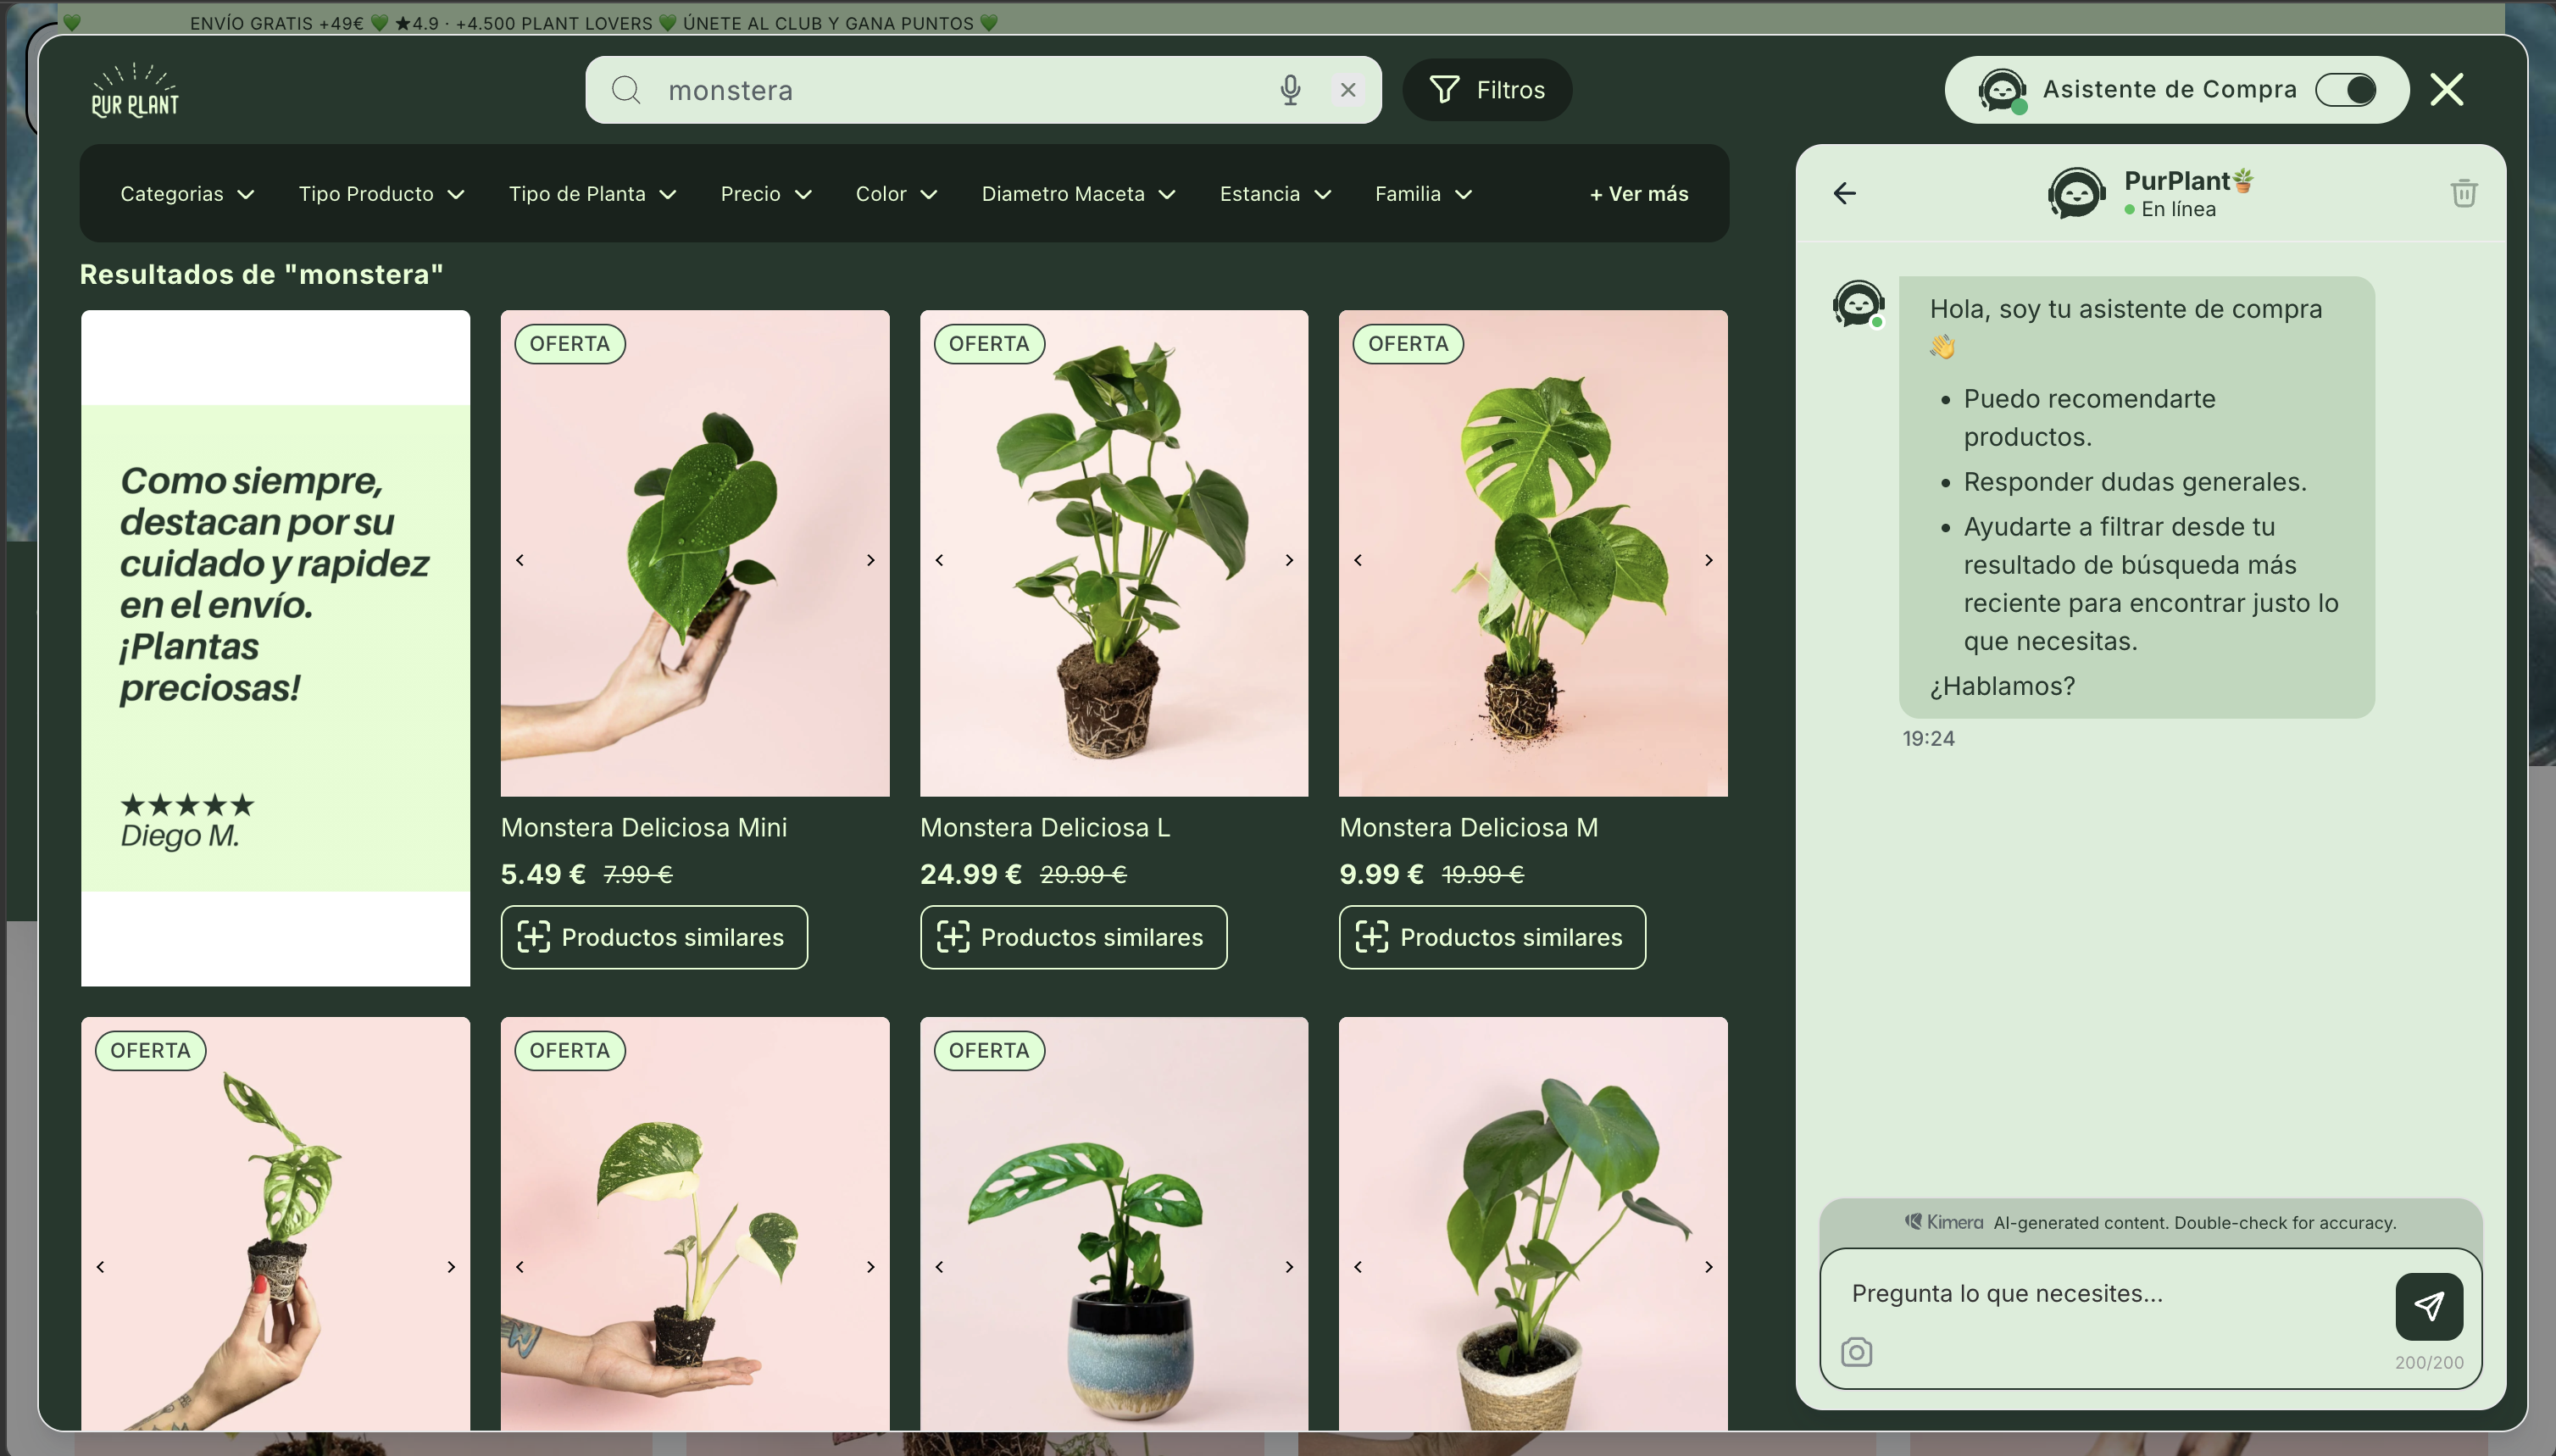 ENVÍO GRATIS +49€ 💚 ★4.9 · +4.500 PLANT LOVERS 💚 ÚNETE AL CLUB Y GANA PUNTOS 💚
PUR PLANT
monstera
Filtros
Asistente de Compra
Categorias
Tipo Producto
Tipo de Planta
Precio
Color
Diametro Maceta
Estancia
Familia
+ Ver más
Resultados de "monstera"
Como siempre,
destacan por su
cuidado y rapidez
en el envío.
¡Plantas
preciosas!
★★★★★
Diego M.
OFERTA
Monstera Deliciosa Mini
5.49 € 7.99 €
Productos similares
OFERTA
Monstera Deliciosa L
24.99 € 29.99 €
Productos similares
OFERTA
Monstera Deliciosa M
9.99 € 19.99 €
Productos similares
OFERTA
OFERTA
OFERTA
PurPlant🪴
En línea
Hola, soy tu asistente de compra
👋
• Puedo recomendarte
productos.
• Responder dudas generales.
• Ayudarte a filtrar desde tu
resultado de búsqueda más
reciente para encontrar justo lo
que necesitas.
¿Hablamos?
19:24
Kimera AI-generated content. Double-check for accuracy.
Pregunta lo que necesites...
200/200